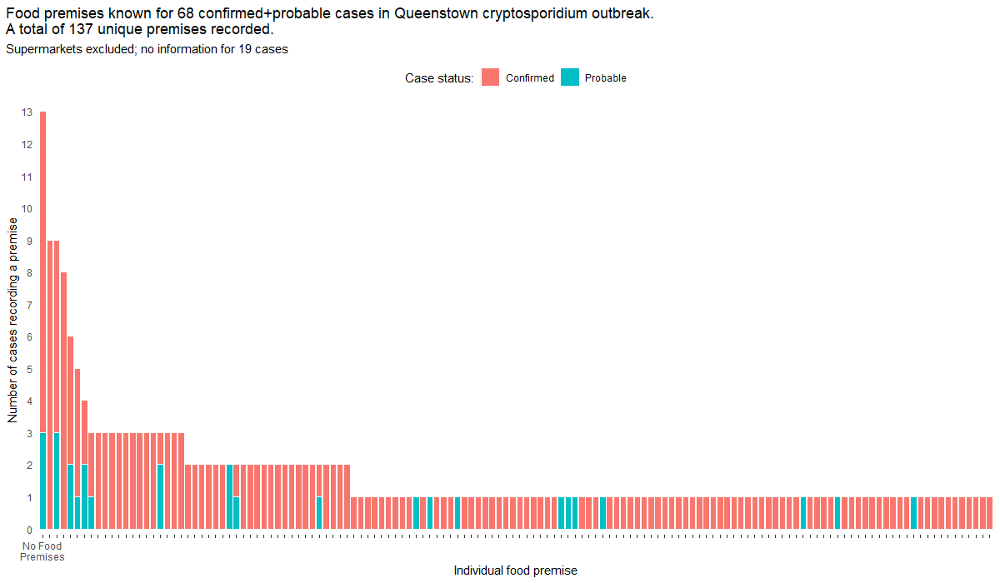 Food premises known for 68 confirmed+probable cases in Queenstown cryptosporidium outbreak.
A total of 137 unique premises recorded.
Supermarkets excluded; no information for 19 cases
Case status: Confirmed Probable
Number of cases recording a premise
13
12
11
10
9
8
7
6
5
4
3
2
1
0
No Food
Premises
Individual food premise